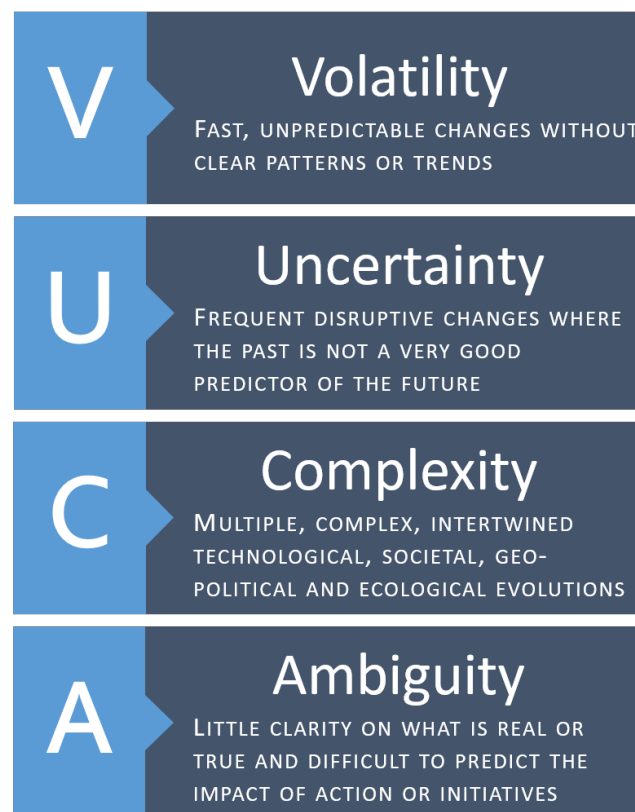 V
Volatility
FAST, UNPREDICTABLE CHANGES WITHOUT
CLEAR PATTERNS OR TRENDS
U
Uncertainty
FREQUENT DISRUPTIVE CHANGES WHERE
THE PAST IS NOT A VERY GOOD
PREDICTOR OF THE FUTURE
C
Complexity
MULTIPLE, COMPLEX, INTERTWINED
TECHNOLOGICAL, SOCIETAL, GEO-
POLITICAL AND ECOLOGICAL EVOLUTIONS
A
Ambiguity
LITTLE CLARITY ON WHAT IS REAL OR
TRUE AND DIFFICULT TO PREDICT THE
IMPACT OF ACTION OR INITIATIVES